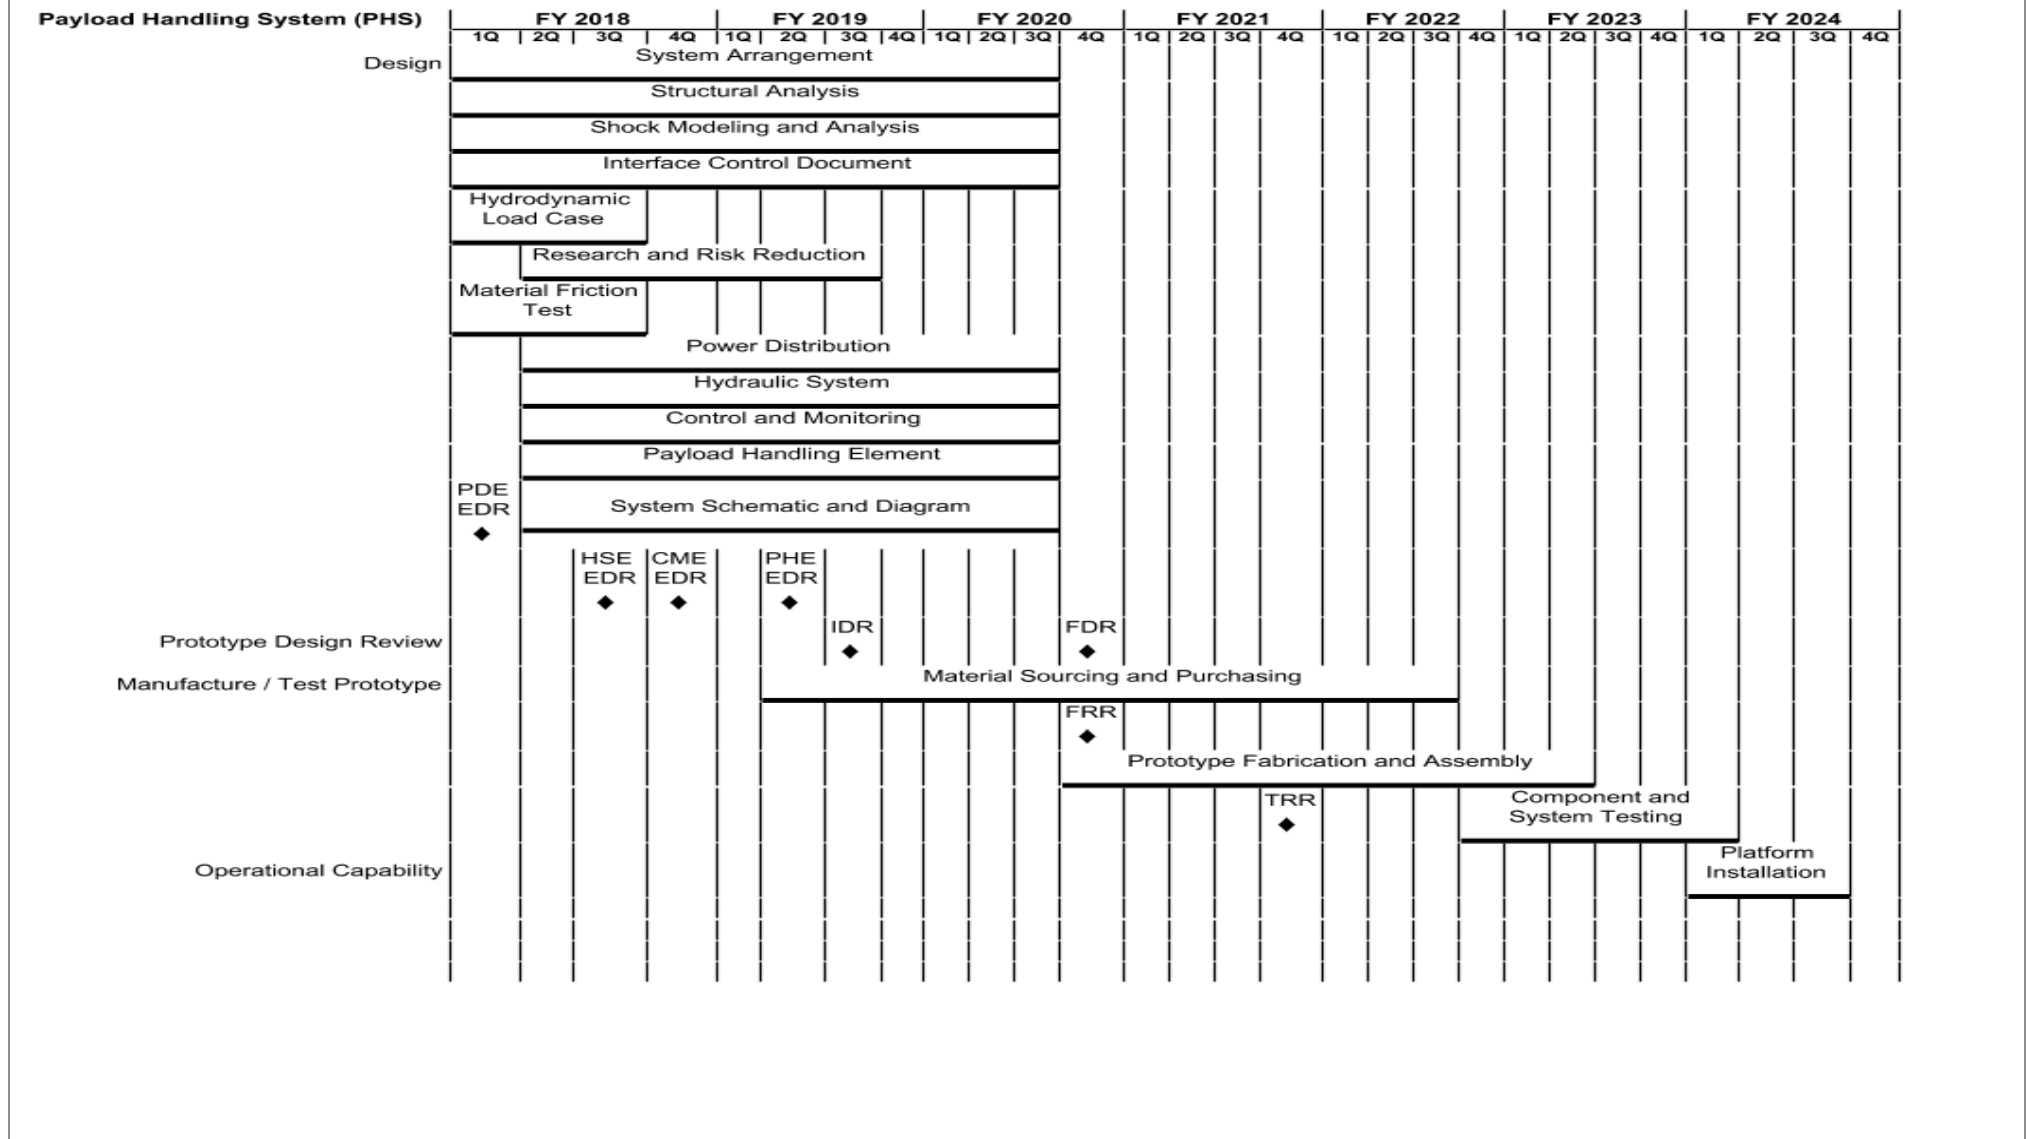 Payload Handling System (PHS) FY 2018 FY 2019 FY 2020 FY 2021 FY 2022 FY 2023 FY 2024
1Q 2Q 3Q 4Q 1Q 2Q 3Q 4Q 1Q 2Q 3Q 4Q 1Q 2Q 3Q 4Q 1Q 2Q 3Q 4Q 1Q 2Q 3Q 4Q 1Q 2Q 3Q 4Q
Design
System Arrangement
Structural Analysis
Shock Modeling and Analysis
Interface Control Document
Hydrodynamic
Load Case
Research and Risk Reduction
Material Friction
Test
Power Distribution
Hydraulic System
Control and Monitoring
Payload Handling Element
PDE
EDR
System Schematic and Diagram
HSE CME PHE
EDR EDR EDR
Prototype Design Review
IDR FDR
Manufacture / Test Prototype
Material Sourcing and Purchasing
FRR
Prototype Fabrication and Assembly
TRR
Component and
System Testing
Operational Capability
Platform
Installation